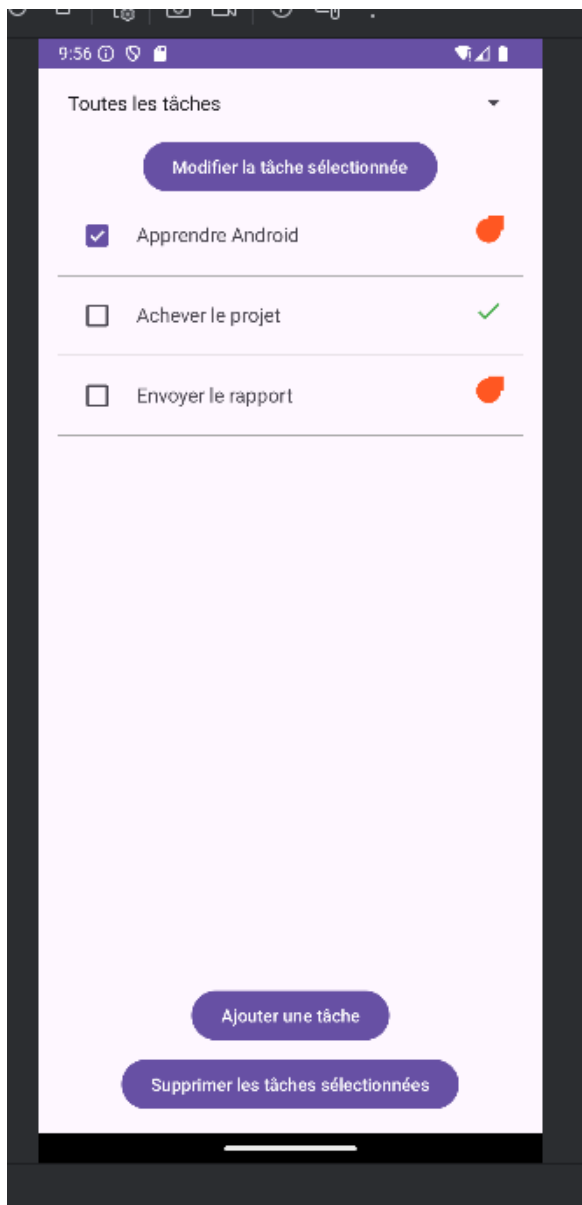 9:56
Toutes les tâches
Modifier la tâche sélectionnée
Apprendre Android
Achever le projet
Envoyer le rapport
Ajouter une tâche
Supprimer les tâches sélectionnées